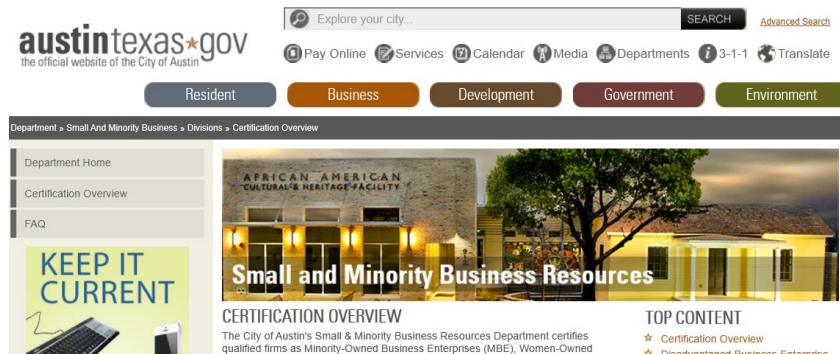 Explore your city...
SEARCH
Advanced Search
austintexas.gov
the official website of the City of Austin
Pay Online Services Calendar Media Departments 3-1-1 Translate
Resident Business Development Government Environment
Department » Small And Minority Business » Divisions » Certification Overview
Department Home
Certification Overview
FAQ
KEEP IT
CURRENT
AFRICAN AMERICAN
CULTURAL & HERITAGE FACILITY
Small and Minority Business Resources
CERTIFICATION OVERVIEW
The City of Austin's Small & Minority Business Resources Department certifies
qualified firms as Minority-Owned Business Enterprises (MBE), Women-Owned
TOP CONTENT
Certification Overview
Disadvantaged Business Enterprise